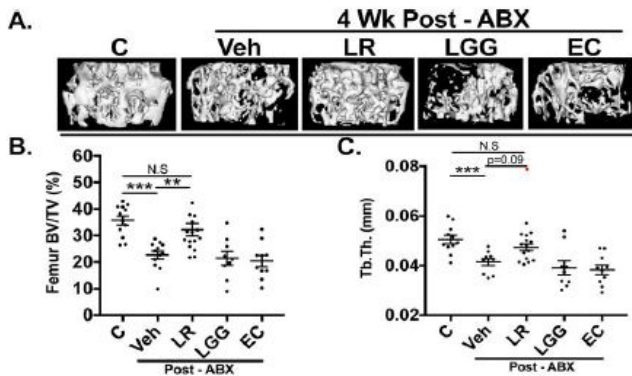 A.
4 Wk Post - ABX
C Veh LR LGG EC
B.
N.S
*** **
Femur BV/TV (%)
60
50
40
30
20
10
0
C Veh LR LGG EC
Post - ABX
C.
N.S
p=0.09
***
Tb.Th. (mm)
0.08
0.06
0.04
0.02
C Veh LR LGG EC
Post - ABX